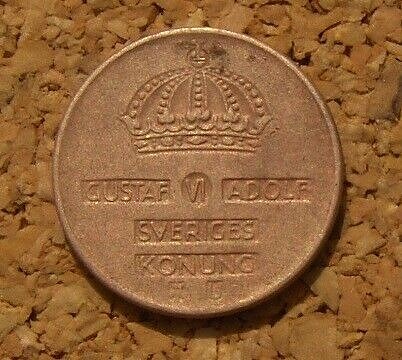 GUSTAF VI ADOLF
SVERIGES
KONUNG